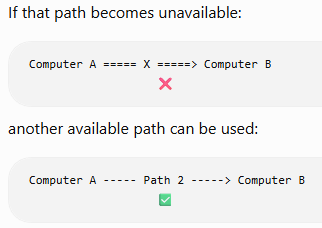 If that path becomes unavailable:
Computer A ===== X =====> Computer B
❌
another available path can be used:
Computer A ----- Path 2 -----> Computer B
✅